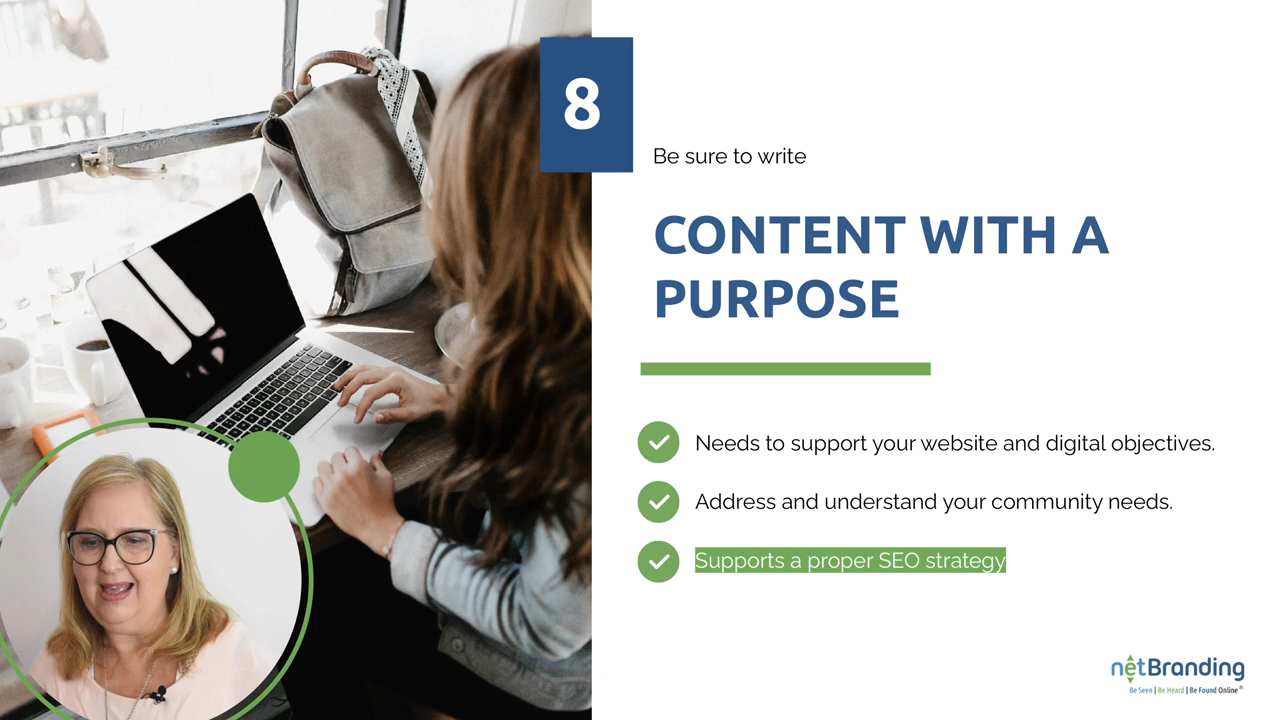 8
Be sure to write
CONTENT WITH A
PURPOSE
Needs to support your website and digital objectives.
Address and understand your community needs.
Supports a proper SEO strategy
netBranding
Be Seen | Be Heard | Be Found Online ®